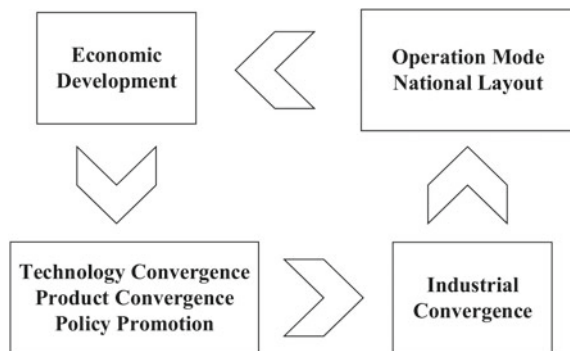 Economic
Development
Operation Mode
National Layout
Technology Convergence
Product Convergence
Policy Promotion
Industrial
Convergence